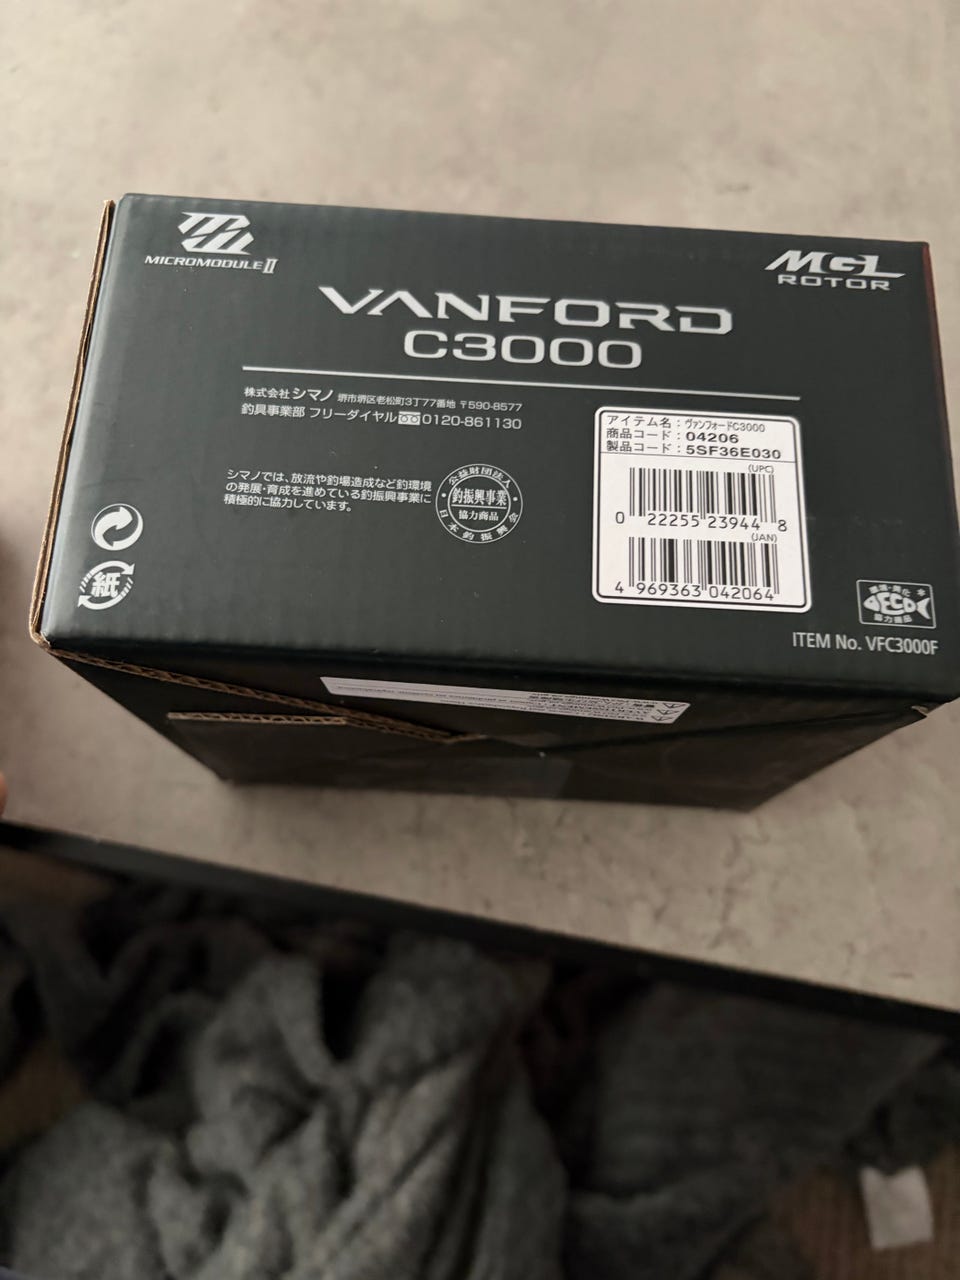 MICROMODULE II
MGL
ROTOR
VANFORD
C3000
株式会社 シマノ 堺市堺区老松町3丁77番地 〒590-8577
釣具事業部 フリーダイヤル 0120-861130
シマノでは、放流や釣場造成など釣環境
の発展・育成を進めている釣振興事業に
積極的に協力しています。
公益財団法人
釣振興事業
協力商品
日本釣振興会
アイテム名：ヴァンフォードC3000
商品コード：04206
製品コード：5SF36E030
(UPC)
0 22255 23944 8
(JAN)
4 969363 042064
紙
ECO
協力商品
ITEM No. VFC3000F